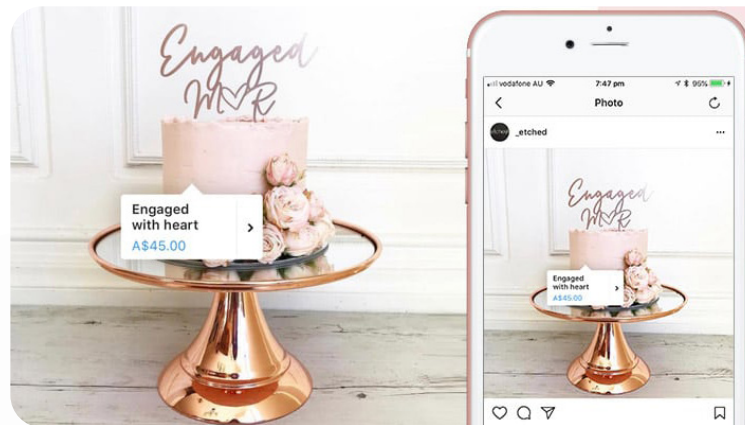 Engaged
M♡R
Engaged
with heart
A$45.00
vodafone AU
7:47 pm
96%
Photo
_etched
Engaged
M♡R
Engaged
with heart
A$45.00